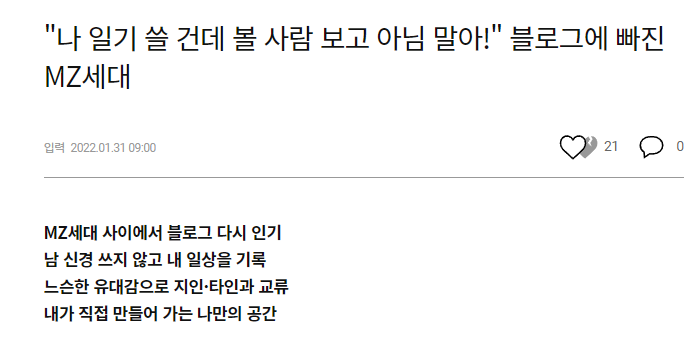 "나 일기 쓸 건데 볼 사람 보고 아님 말아!" 블로그에 빠진
MZ세대
입력 2022.01.31 09:00
21
0
MZ세대 사이에서 블로그 다시 인기
남 신경 쓰지 않고 내 일상을 기록
느슨한 유대감으로 지인·타인과 교류
내가 직접 만들어 가는 나만의 공간